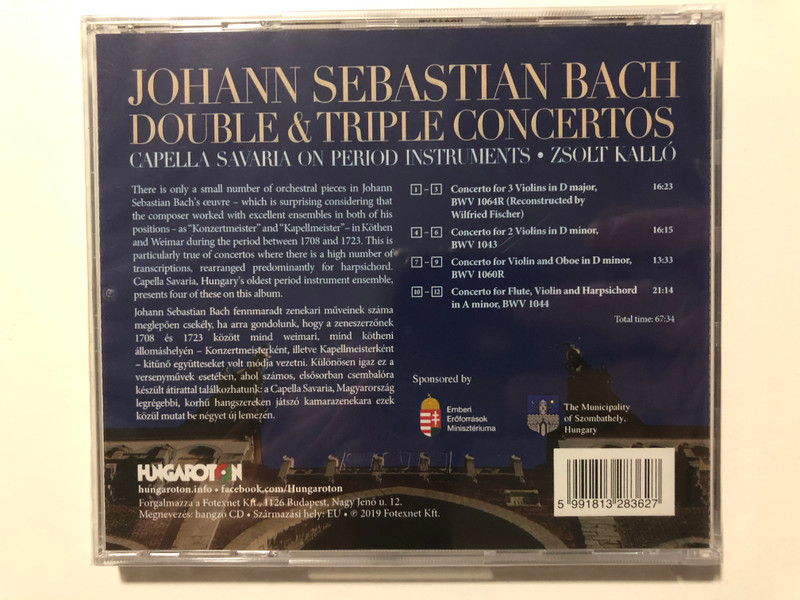 JOHANN SEBASTIAN BACH
DOUBLE & TRIPLE CONCERTOS
CAPELLA SAVARIA ON PERIOD INSTRUMENTS • ZSOLT KALLÓ
There is only a small number of orchestral pieces in Johann
Sebastian Bach's œuvre – which is surprising considering that
the composer worked with excellent ensembles in both of his
positions – as "Konzertmeister" and "Kapellmeister" – in Köthen
and Weimar during the period between 1708 and 1723. This is
particularly true of concertos where there is a high number of
transcriptions, rearranged predominantly for harpsichord.
Capella Savaria, Hungary's oldest period instrument ensemble,
presents four of these on this album.
Johann Sebastian Bach fennmaradt zenekari műveinek száma
meglepően csekély, ha arra gondolunk, hogy a zeneszerzőnek
1708 és 1723 között mind weimari, mind kötheni
állomáshelyén – Konzertmeisterként, illetve Kapellmeisterként
– kitűnő együtteseket volt módja vezetni. Különösen igaz ez a
versenyművek esetében, ahol számos, elsősorban csembalóra
készült átirattal találkozhatunk: a Capella Savaria, Magyarország
legrégebbi, korhű hangszereken játszó kamarazenekara ezek
közül mutat be négyet új lemezén.
1 – 3 Concerto for 3 Violins in D major, 16:23
BWV 1064R (Reconstructed by
Wilfried Fischer)
4 – 6 Concerto for 2 Violins in D minor, 16:15
BWV 1043
7 – 9 Concerto for Violin and Oboe in D minor, 13:33
BWV 1060R
10 – 12 Concerto for Flute, Violin and Harpsichord 21:14
in A minor, BWV 1044
Total time: 67:34
Sponsored by
Emberi
Erőforrások
Minisztériuma
The Municipality
of Szombathely,
Hungary
HUNGAROTON
hungaroton.info • facebook.com/Hungaroton
Forgalmazza a Fotexnet Kft., 1126 Budapest, Nagy Jenő u. 12.
Megnevezés: hangzó CD • Származási hely: EU • ℗ 2019 Fotexnet Kft.
5 991813 283627